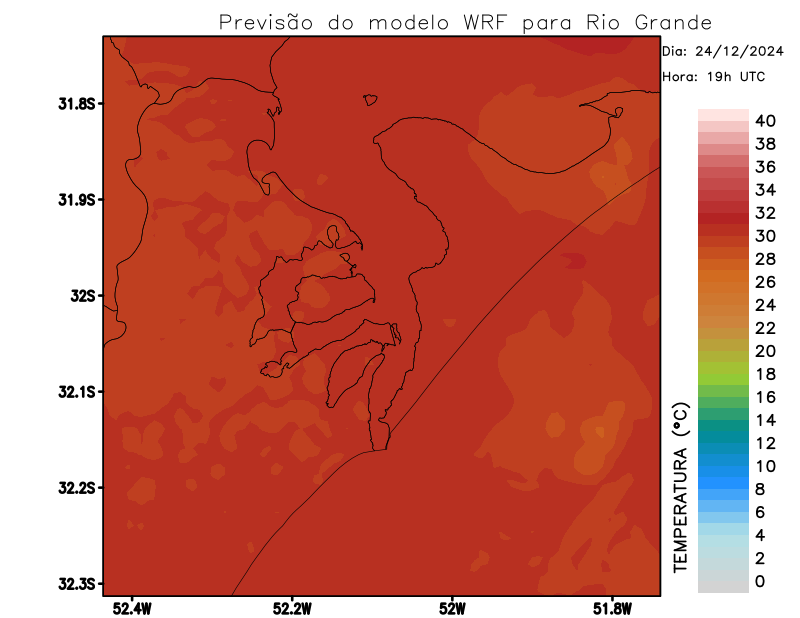 Previsão do modelo WRF para Rio Grande
Dia: 24/12/2024
Hora: 19h UTC
31.8S
31.9S
32S
32.1S
32.2S
32.3S
52.4W
52.2W
52W
51.8W
TEMPERATURA (°C)
40
38
36
34
32
30
28
26
24
22
20
18
16
14
12
10
8
6
4
2
0